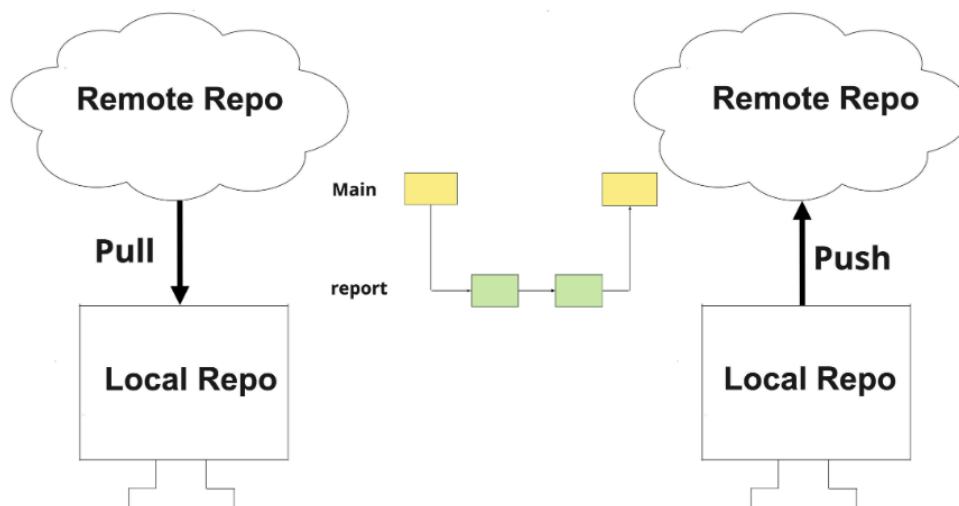 Remote Repo
Remote Repo
Main
Pull
Push
report
Local Repo
Local Repo